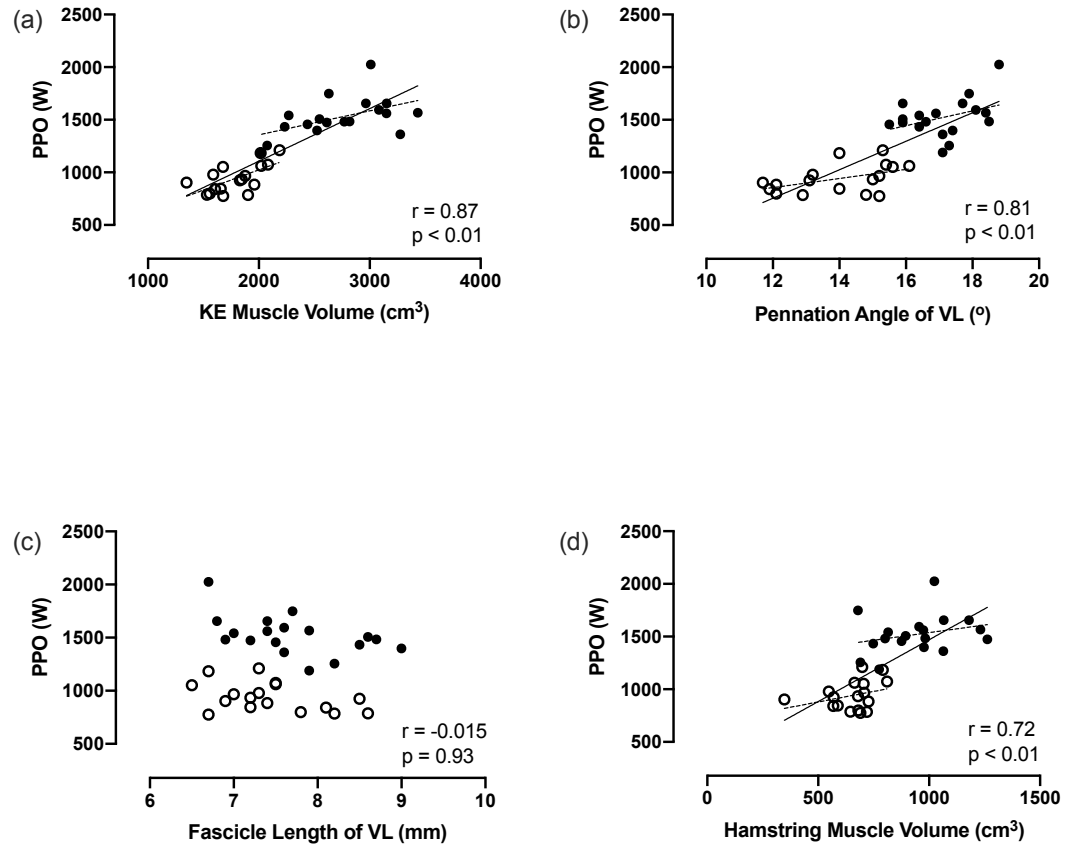 (a)
2500
2000
1500
1000
500
PPO (W)
r = 0.87
p < 0.01
1000 2000 3000 4000
KE Muscle Volume (cm³)
(b)
2500
2000
1500
1000
500
PPO (W)
r = 0.81
p < 0.01
10 12 14 16 18 20
Pennation Angle of VL (º)
(c)
2500
2000
1500
1000
500
PPO (W)
r = -0.015
p = 0.93
6 7 8 9 10
Fascicle Length of VL (mm)
(d)
2500
2000
1500
1000
500
PPO (W)
r = 0.72
p < 0.01
0 500 1000 1500
Hamstring Muscle Volume (cm³)